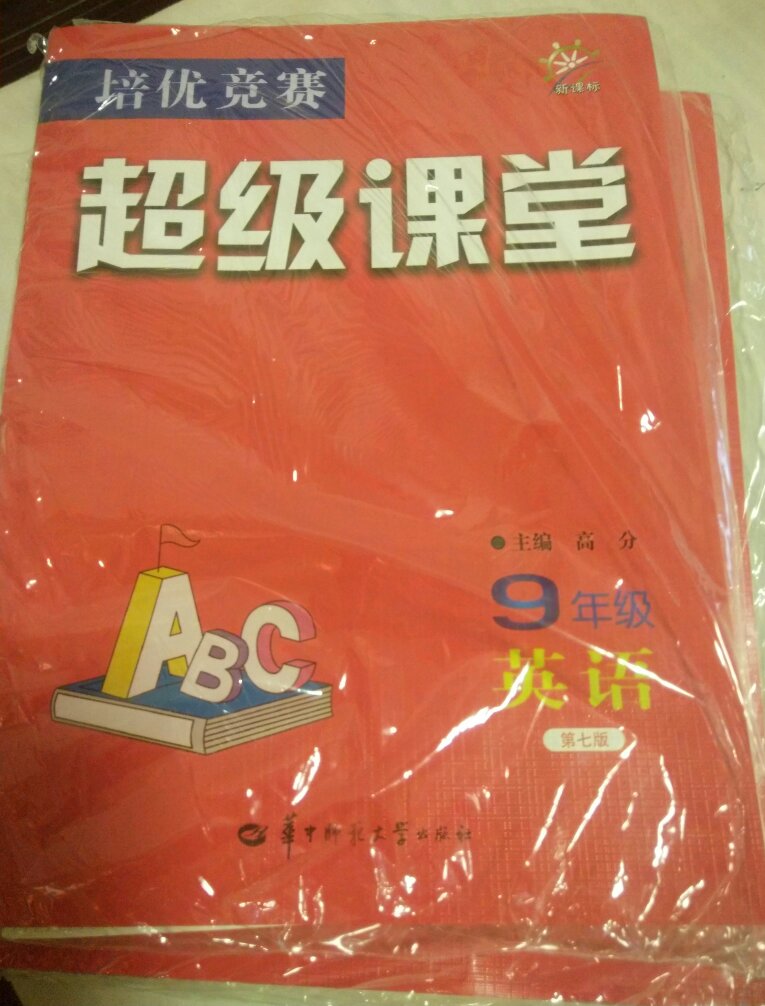 培优竞赛
新课标
超级课堂
主编 高分
9年级
英语
第七版
ABC
华中师范大学出版社